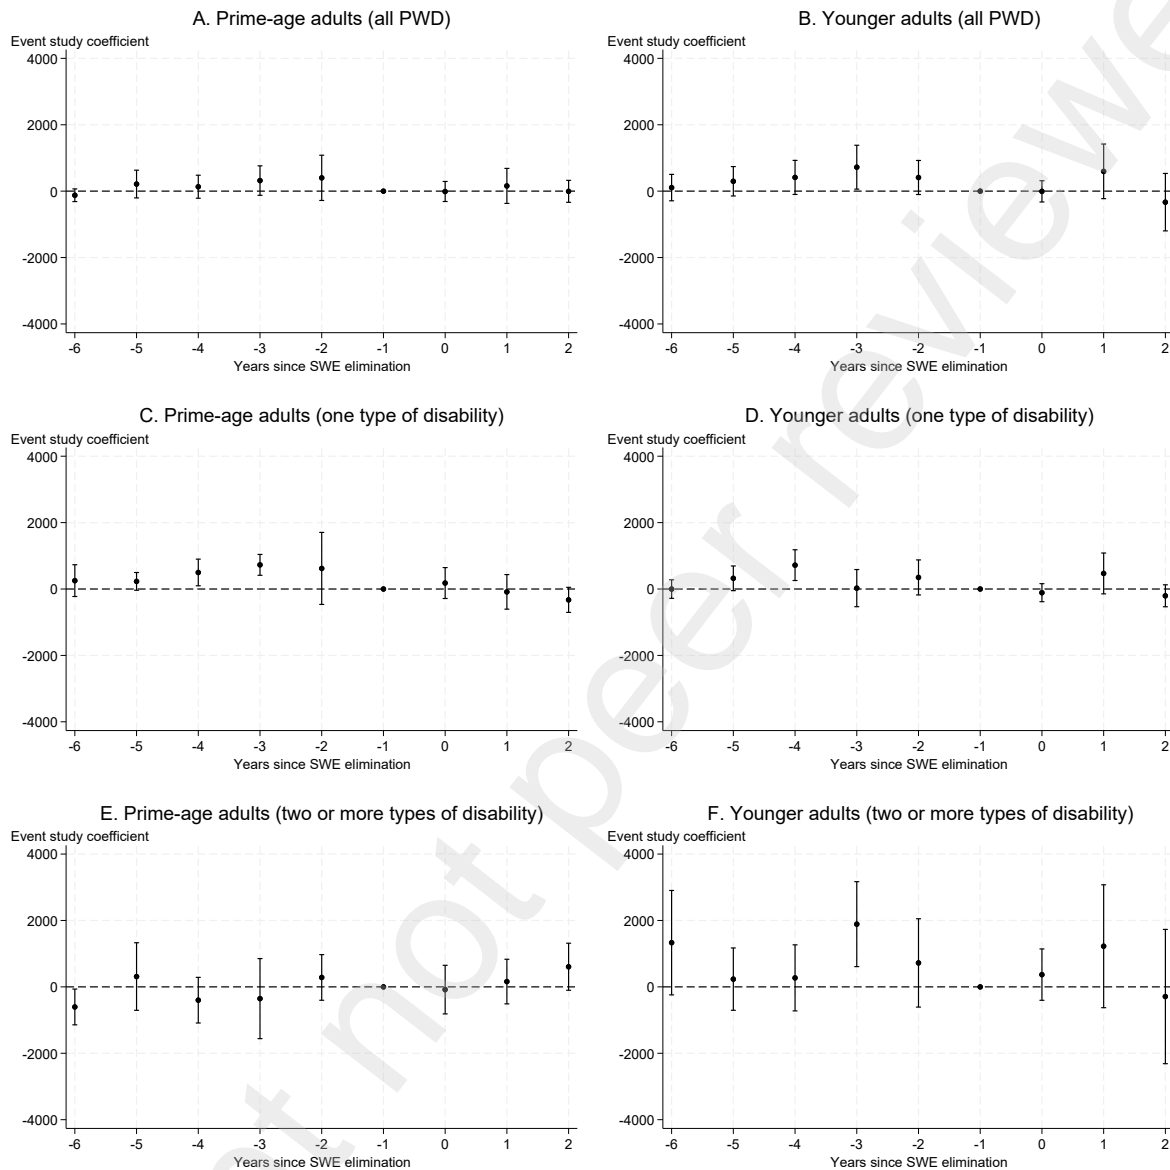 A. Prime-age adults (all PWD)
Event study coefficient
4000
2000
0
-2000
-4000
-6 -5 -4 -3 -2 -1 0 1 2
Years since SWE elimination
B. Younger adults (all PWD)
Event study coefficient
4000
2000
0
-2000
-4000
-6 -5 -4 -3 -2 -1 0 1 2
Years since SWE elimination
C. Prime-age adults (one type of disability)
Event study coefficient
4000
2000
0
-2000
-4000
-6 -5 -4 -3 -2 -1 0 1 2
Years since SWE elimination
D. Younger adults (one type of disability)
Event study coefficient
4000
2000
0
-2000
-4000
-6 -5 -4 -3 -2 -1 0 1 2
Years since SWE elimination
E. Prime-age adults (two or more types of disability)
Event study coefficient
4000
2000
0
-2000
-4000
-6 -5 -4 -3 -2 -1 0 1 2
Years since SWE elimination
F. Younger adults (two or more types of disability)
Event study coefficient
4000
2000
0
-2000
-4000
-6 -5 -4 -3 -2 -1 0 1 2
Years since SWE elimination
not peer reviewe